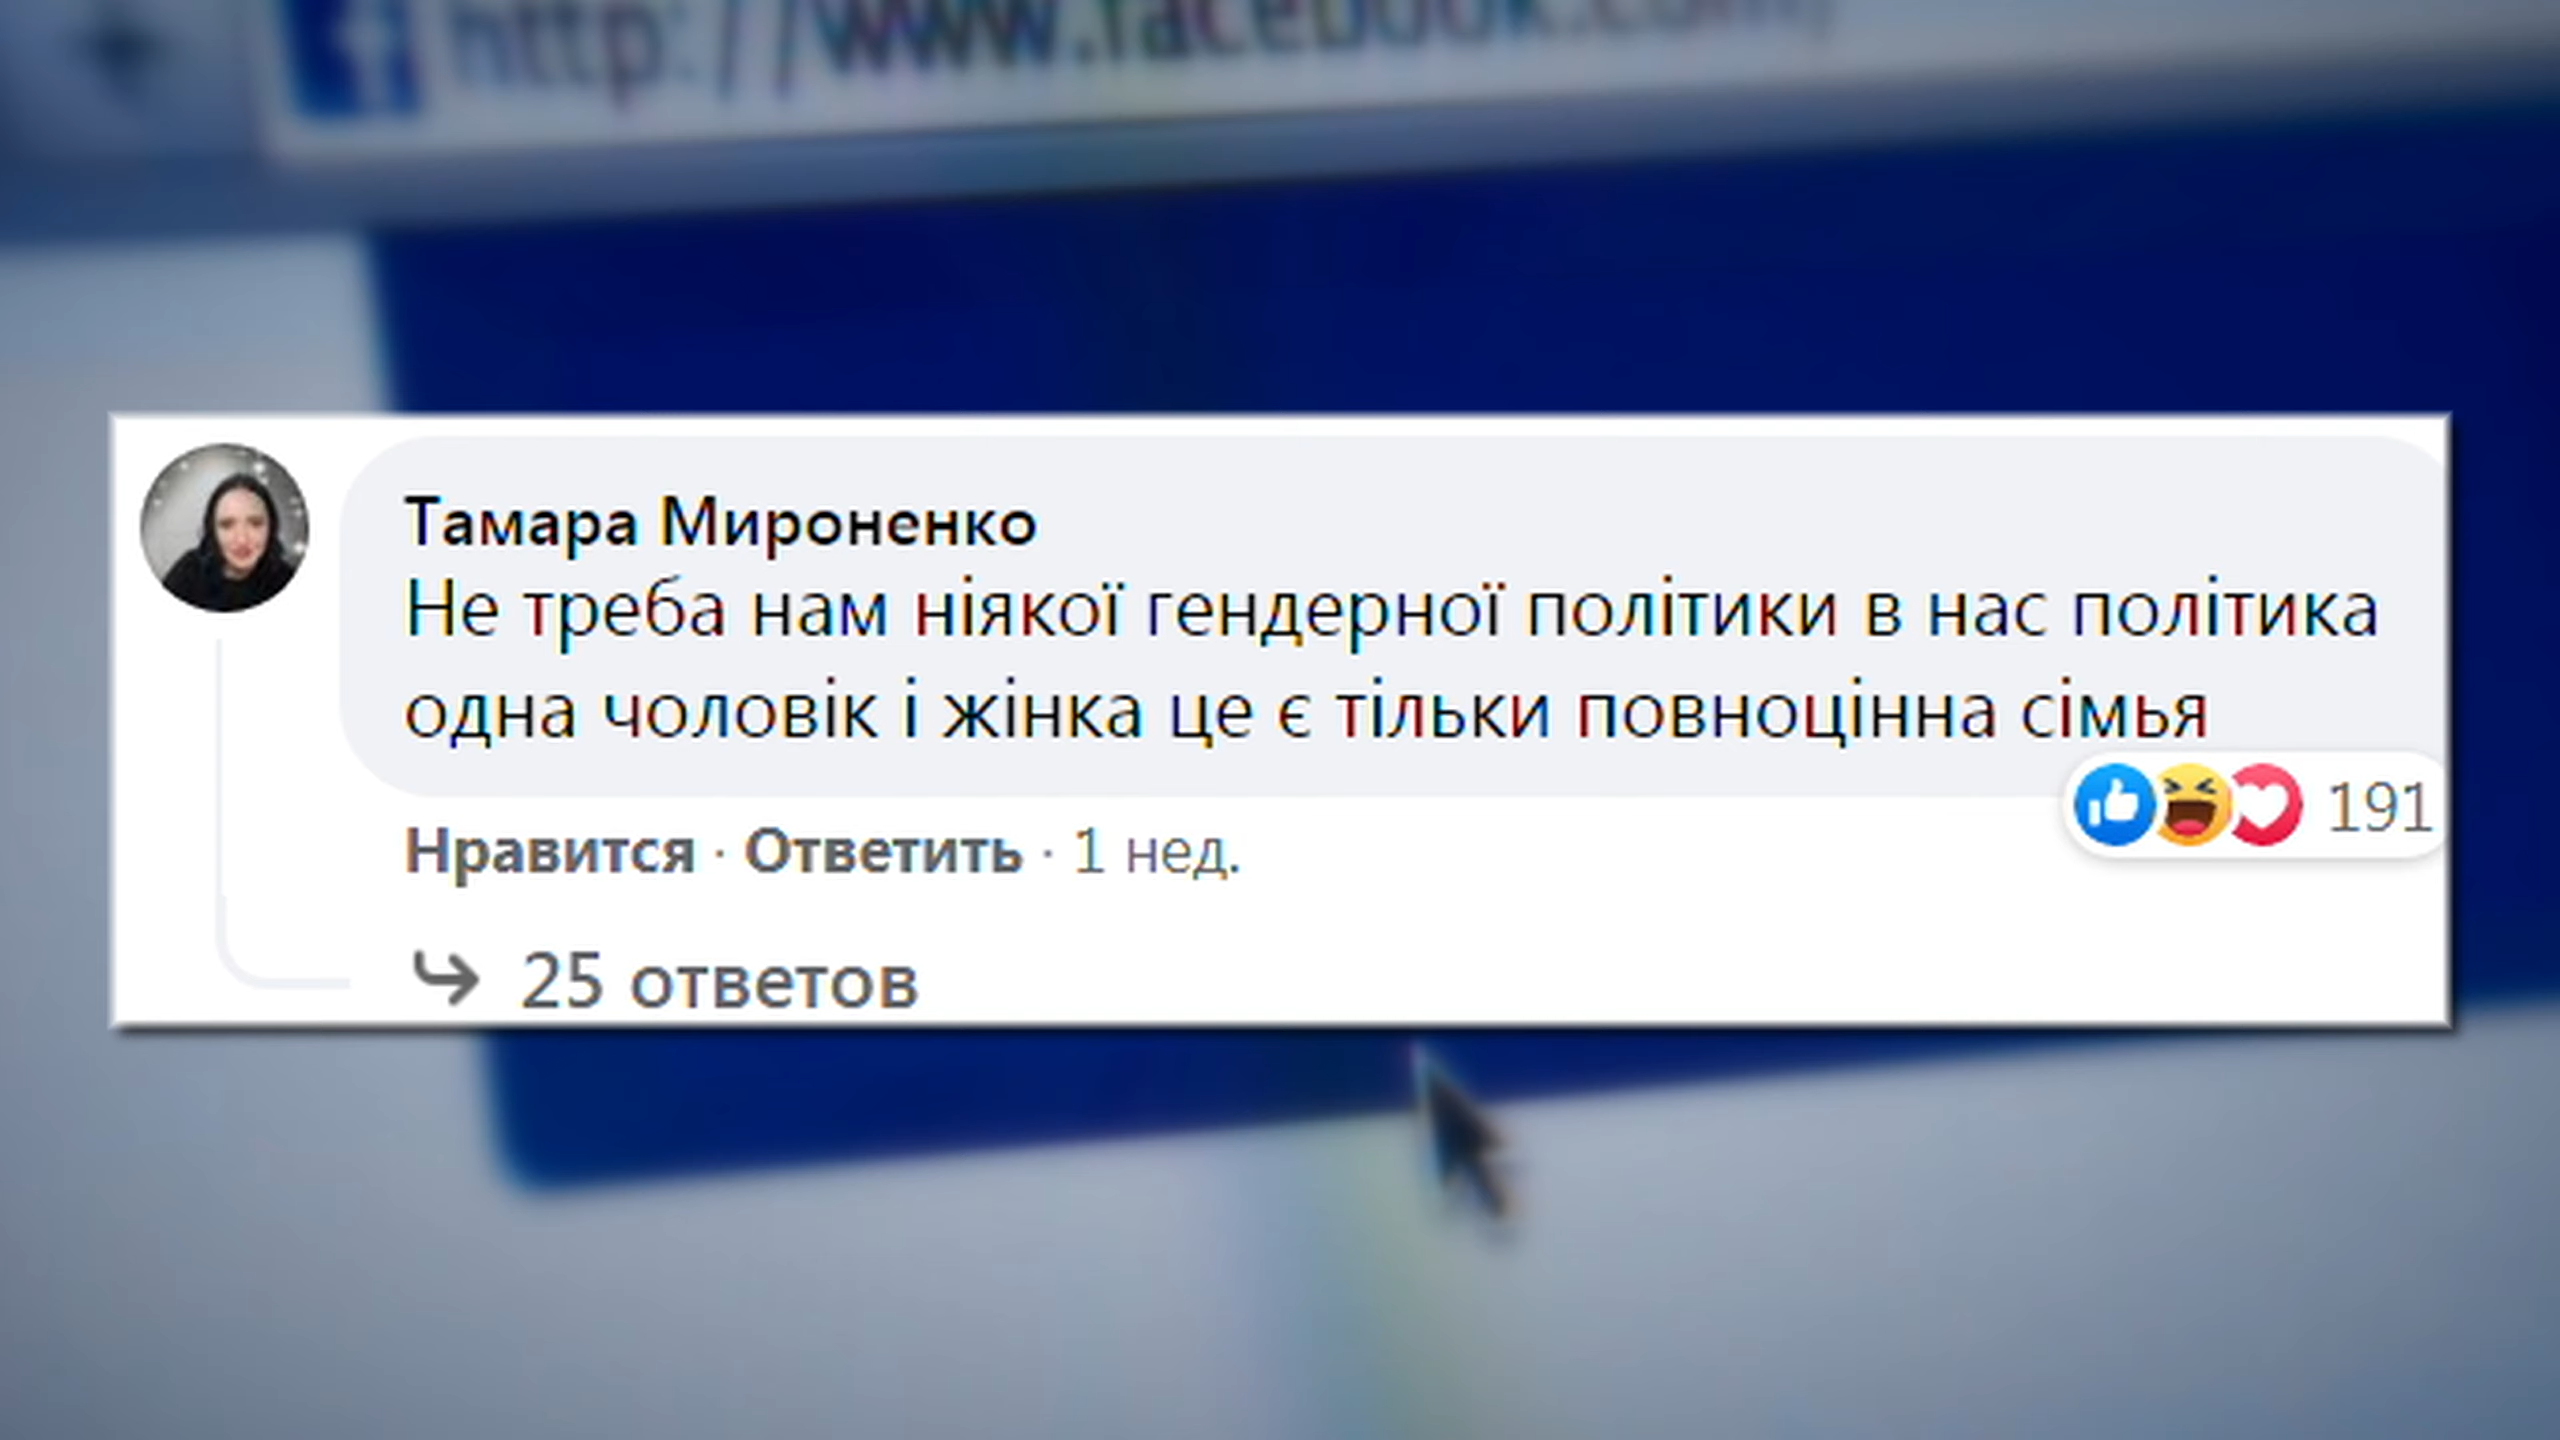 http://www.facebook.com/
Тамара Мироненко
Не треба нам ніякої гендерної політики в нас політика
одна чоловік і жінка це є тільки повноцінна сімья
191
Нравится · Ответить · 1 нед.
25 ответов